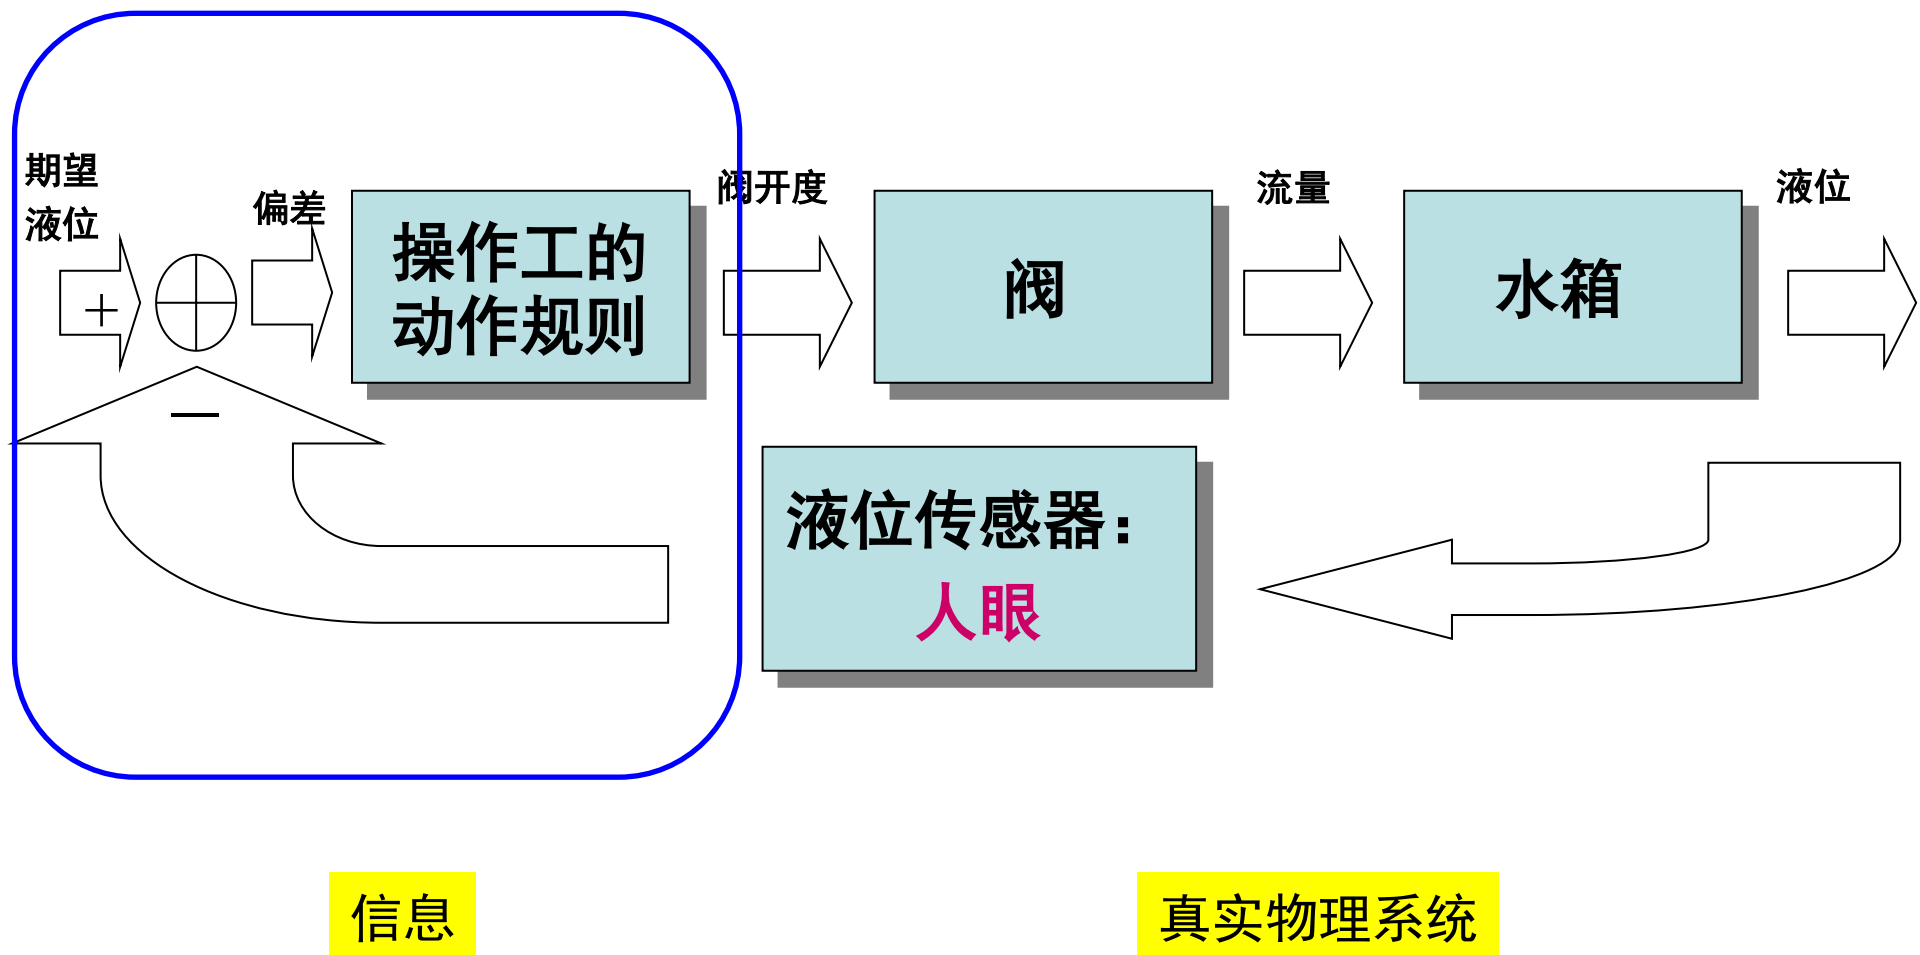 期望
液位
+
—
偏差
操作工的
动作规则
阀开度
阀
流量
水箱
液位
液位传感器：
人眼
信息
真实物理系统